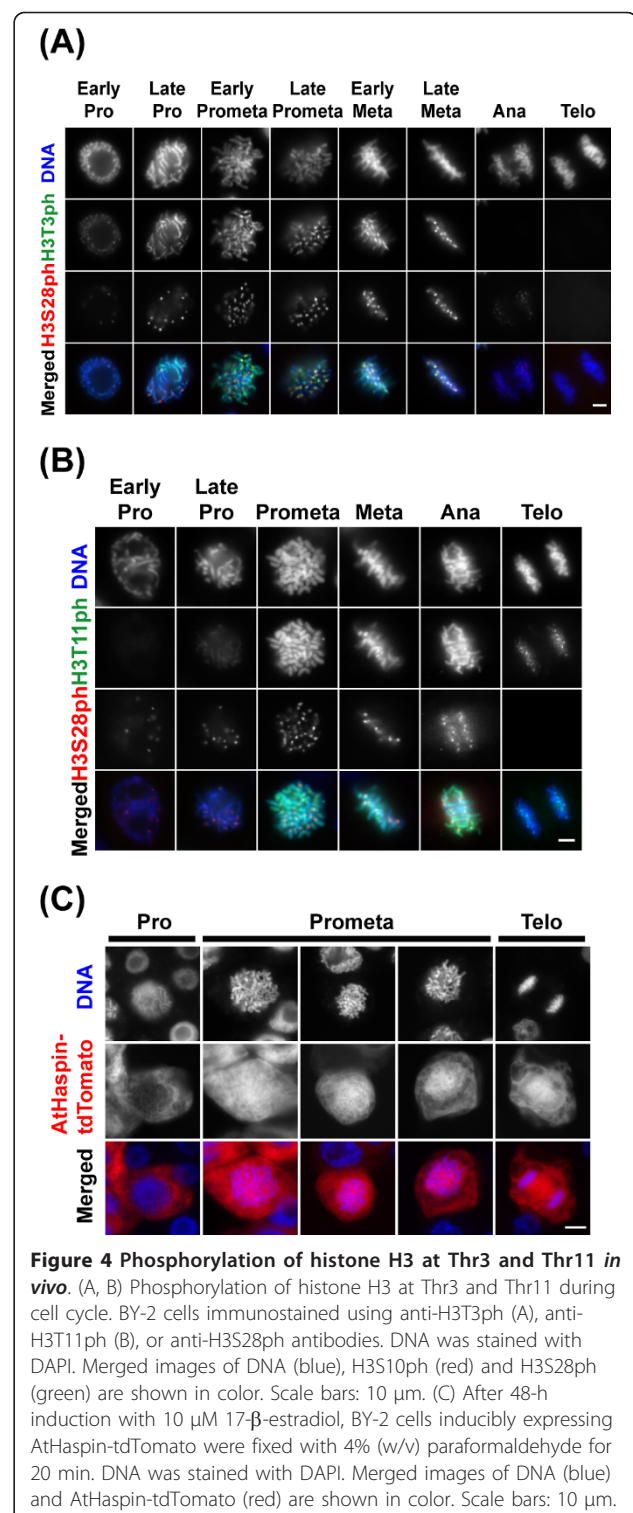 (A)
Early Pro Late Pro Early Prometa Late Prometa Early Meta Late Meta Ana Telo
DNA
H3T3ph
H3S28ph
Merged
(B)
Early Pro Late Pro Prometa Meta Ana Telo
DNA
H3T11ph
H3S28ph
Merged
(C)
Pro Prometa Telo
DNA
AtHaspin-
tdTomato
Merged
Figure 4 Phosphorylation of histone H3 at Thr3 and Thr11 in
vivo. (A, B) Phosphorylation of histone H3 at Thr3 and Thr11 during
cell cycle. BY-2 cells immunostained using anti-H3T3ph (A), anti-
H3T11ph (B), or anti-H3S28ph antibodies. DNA was stained with
DAPI. Merged images of DNA (blue), H3S10ph (red) and H3S28ph
(green) are shown in color. Scale bars: 10 μm. (C) After 48-h
induction with 10 μM 17-β-estradiol, BY-2 cells inducibly expressing
AtHaspin-tdTomato were fixed with 4% (w/v) paraformaldehyde for
20 min. DNA was stained with DAPI. Merged images of DNA (blue)
and AtHaspin-tdTomato (red) are shown in color. Scale bars: 10 μm.